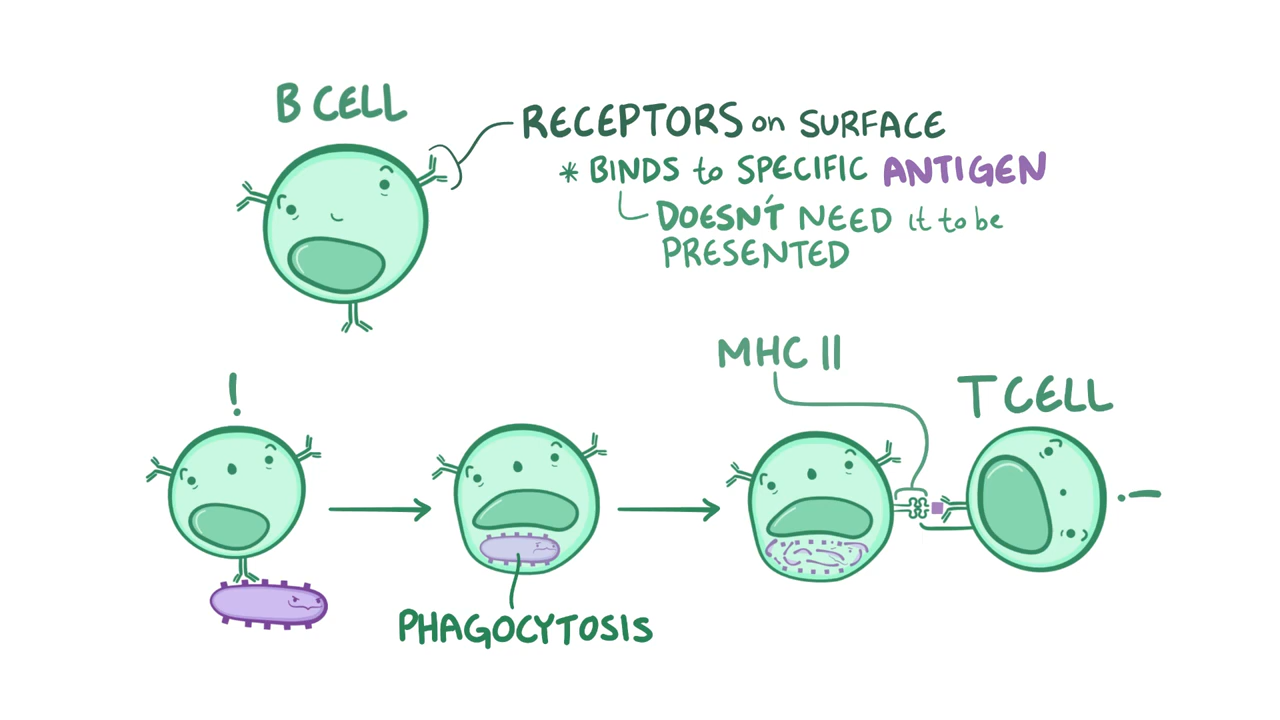 B CELL
RECEPTORS on SURFACE
* BINDS to SPECIFIC ANTIGEN
DOESN'T NEED it to be
PRESENTED
MHC II
T CELL
!
!
PHAGOCYTOSIS